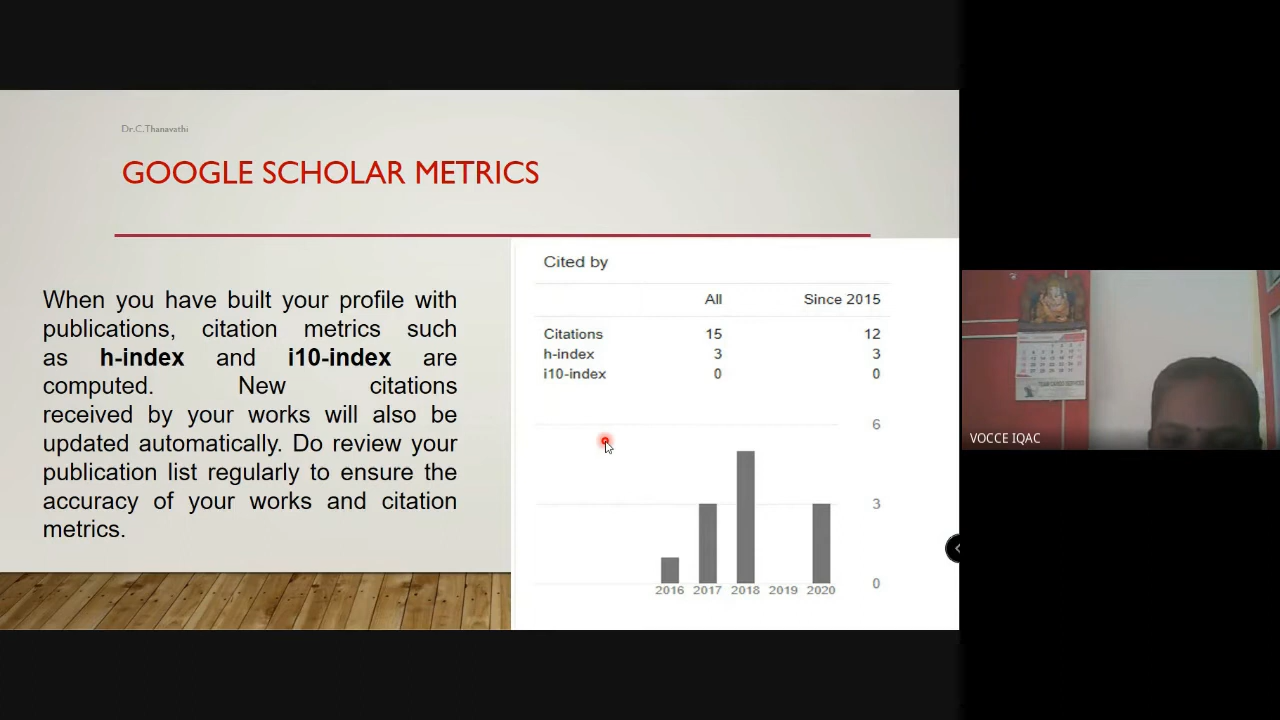 Dr.C.Thanavathi
GOOGLE SCHOLAR METRICS
When you have built your profile with
publications, citation metrics such
as h-index and i10-index are
computed. New citations
received by your works will also be
updated automatically. Do review your
publication list regularly to ensure the
accuracy of your works and citation
metrics.
Cited by
All Since 2015
Citations 15 12
h-index 3 3
i10-index 0 0
6
3
0
2016 2017 2018 2019 2020
VOCCE IQAC